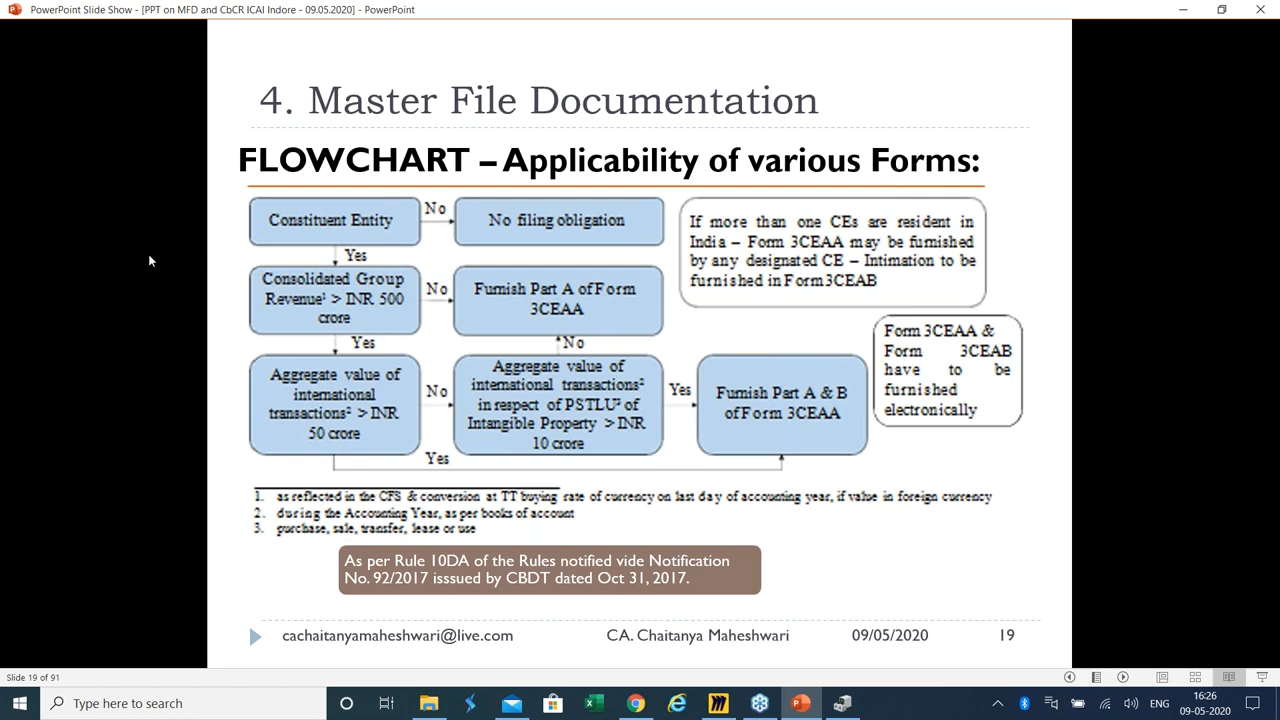 PowerPoint Slide Show - [PPT on MFD and CbCR ICAI Indore - 09.05.2020] - PowerPoint
4. Master File Documentation
FLOWCHART – Applicability of various Forms:
Constituent Entity
No
No filing obligation
Yes
Consolidated Group
Revenue¹ > INR 500
crore
No
Furnish Part A of Form
3CEAA
Yes
No
Aggregate value of
international
transactions² > INR
50 crore
No
Aggregate value of
international transactions²
in respect of PSTLU³ of
Intangible Property > INR
10 crore
Yes
Furnish Part A & B
of Form 3CEAA
Yes
If more than one CEs are resident in
India – Form 3CEAA may be furnished
by any designated CE – Intimation to be
furnished in Form 3CEAB
Form 3CEAA &
Form 3CEAB
have to be
furnished
electronically
1. as reflected in the CFS & conversion at TT buying rate of currency on last day of accounting year, if value in foreign currency
2. during the Accounting Year, as per books of account
3. purchase, sale, transfer, lease or use
As per Rule 10DA of the Rules notified vide Notification
No. 92/2017 isssued by CBDT dated Oct 31, 2017.
cachaitanyamaheshwari@live.com CA. Chaitanya Maheshwari 09/05/2020 19
Slide 19 of 91
Type here to search
ENG
16:26
09-05-2020